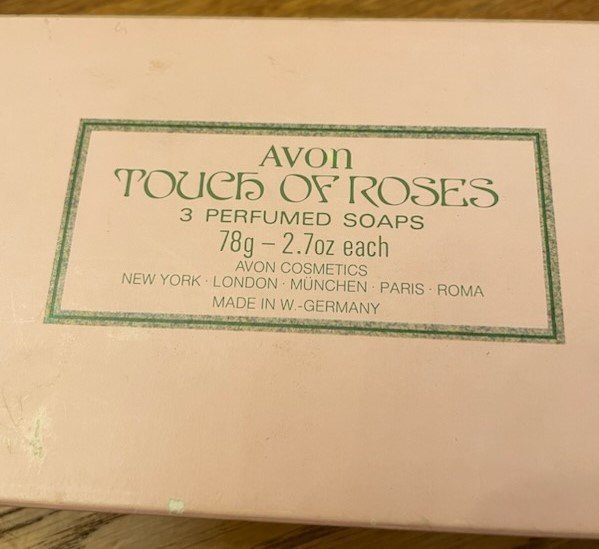 AVON
TOUCH OF ROSES
3 PERFUMED SOAPS
78g – 2.7oz each
AVON COSMETICS
NEW YORK · LONDON · MÜNCHEN · PARIS · ROMA
MADE IN W.-GERMANY